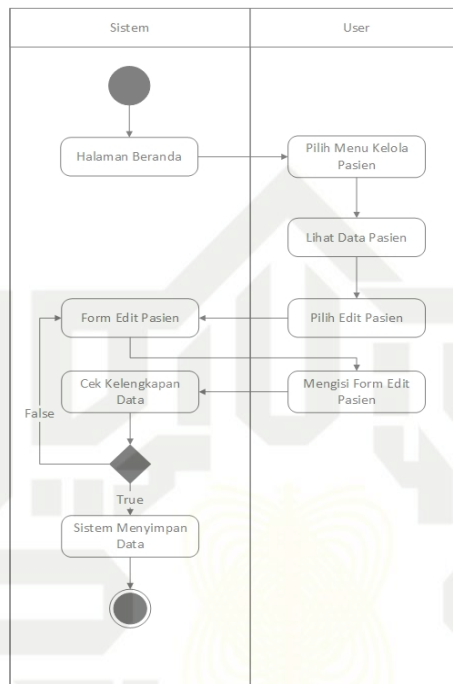 Sistem
User
Halaman Beranda
Pilih Menu Kelola
Pasien
Lihat Data Pasien
Form Edit Pasien
Pilih Edit Pasien
Cek Kelengkapan
Data
Mengisi Form Edit
Pasien
False
True
Sistem Menyimpan
Data